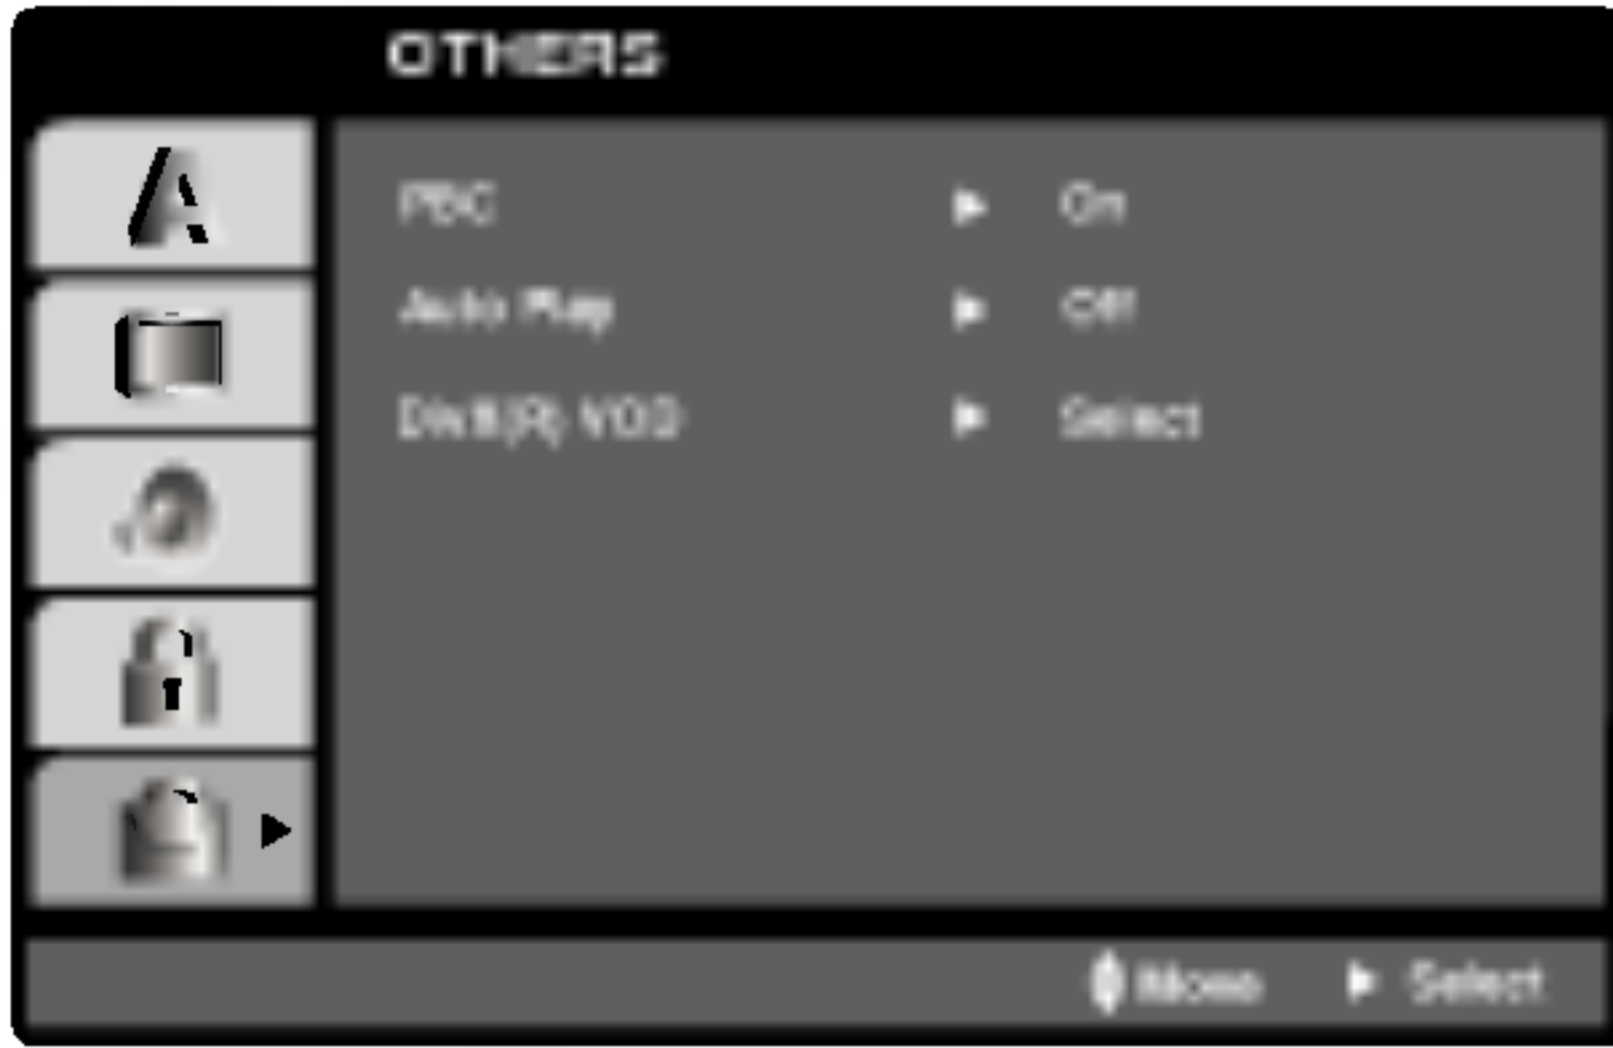 OTHERS
PBC On
Auto Play Off
DivX(R) VOD Select
Move Select